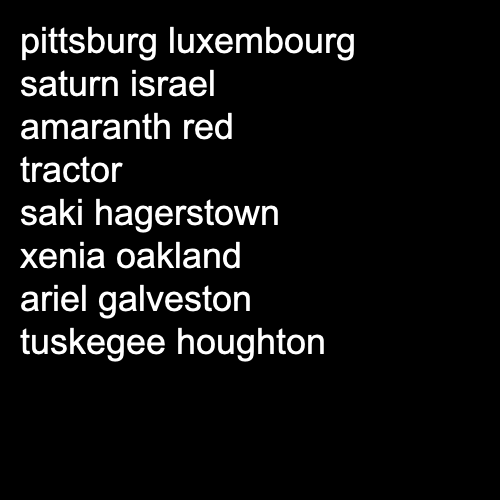 pittsburg luxembourg
saturn israel
amaranth red
tractor
saki hagerstown
xenia oakland
ariel galveston
tuskegee houghton